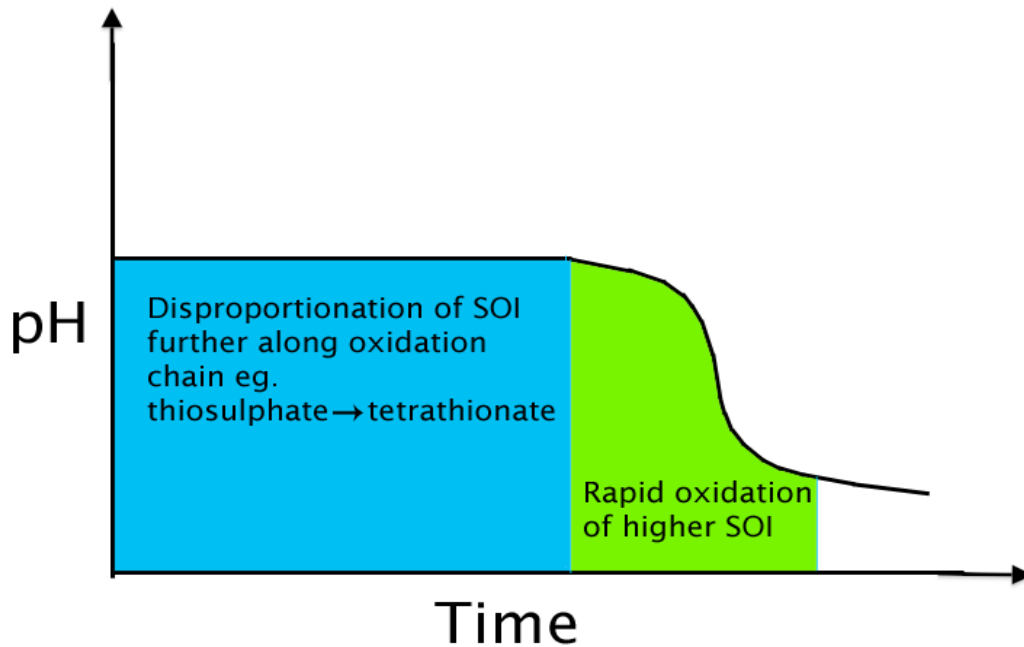 pH
Disproportionation of SOI
further along oxidation
chain eg.
thiosulphate→tetrathionate
Rapid oxidation
of higher SOI
Time